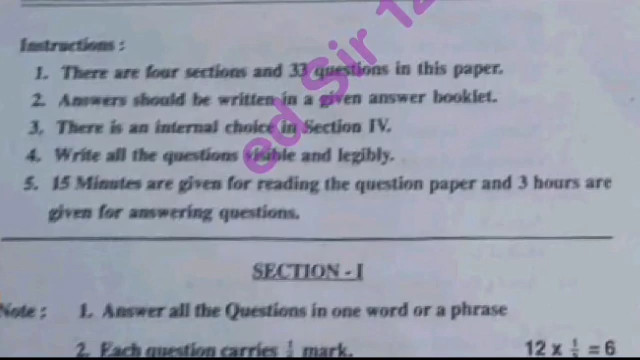 ed Sir 12
Instructions :
1. There are four sections and 33 questions in this paper.
2. Answers should be written in a given answer booklet.
3. There is an internal choice in Section IV.
4. Write all the questions visible and legibly.
5. 15 Minutes are given for reading the question paper and 3 hours are
given for answering questions.
SECTION - I
Note : 1. Answer all the Questions in one word or a phrase
2. Each question carries ½ mark. 12 x ½ = 6